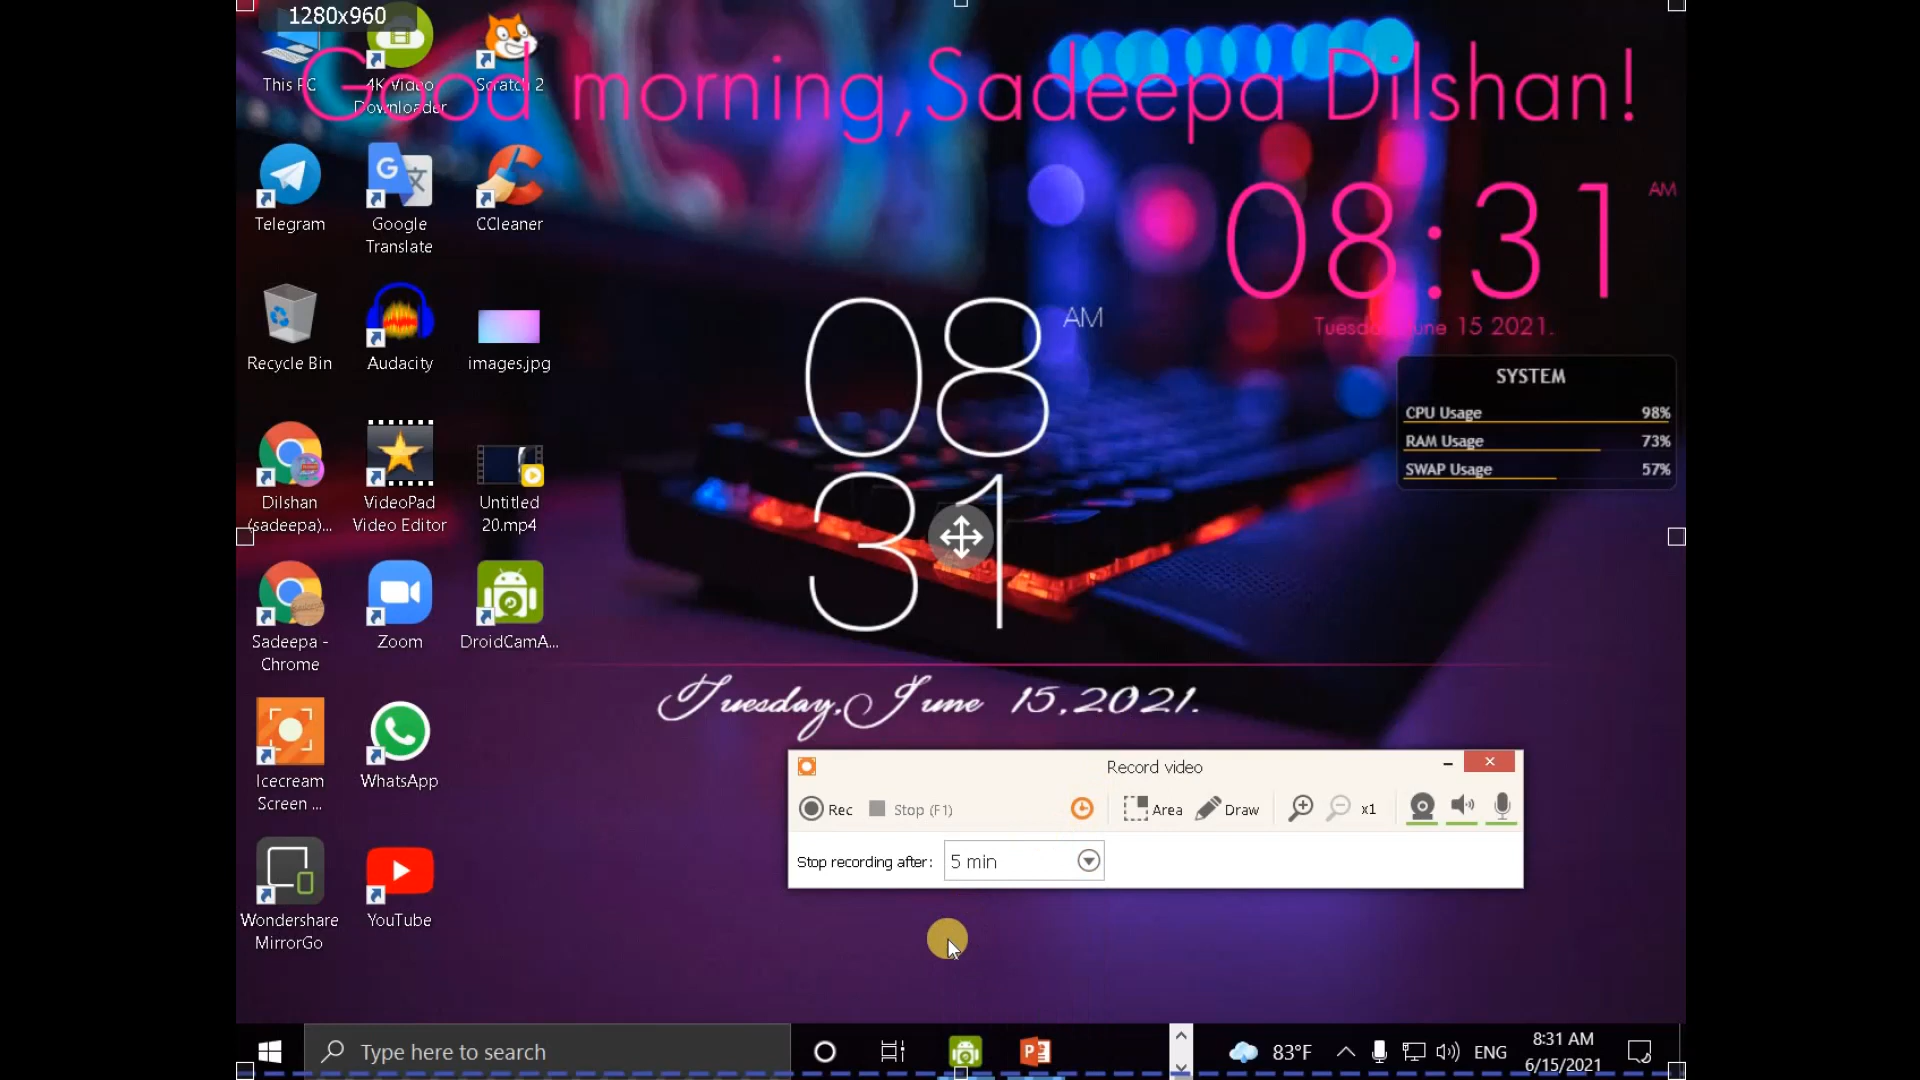 1280x960
Good morning,Sadeepa Dilshan!
This PC
4K Video
Downloader
Scratch 2
Telegram
Google
Translate
CCleaner
08:31
AM
Tuesday June 15 2021.
Recycle Bin
Audacity
images.jpg
08
AM
31
SYSTEM
CPU Usage 98%
RAM Usage 73%
SWAP Usage 57%
Dilshan
(sadeepa)...
VideoPad
Video Editor
Untitled
20.mp4
Sadeepa -
Chrome
Zoom
DroidCamA...
Tuesday,June 15,2021.
Icecream
Screen ...
WhatsApp
Record video
Rec
Stop (F1)
Area
Draw
x1
Stop recording after:
5 min
Wondershare
MirrorGo
YouTube
Type here to search
83°F
ENG
8:31 AM
6/15/2021